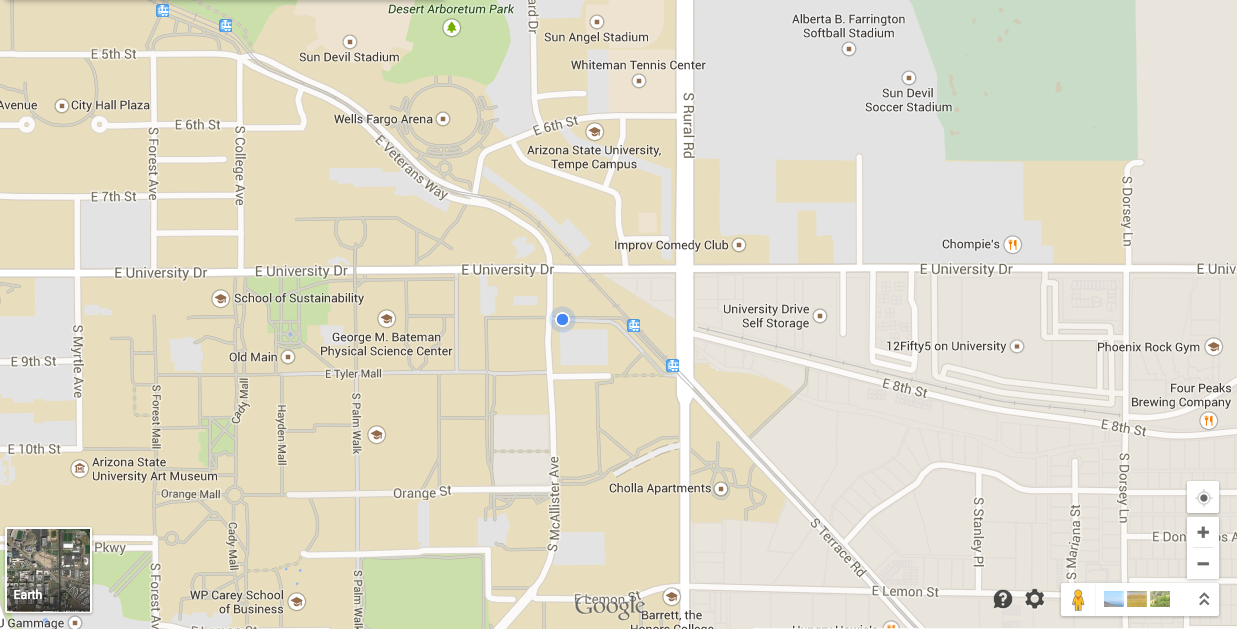 Desert Arboretum Park
ard Dr
Sun Angel Stadium
Alberta B. Farrington
Softball Stadium
E 5th St
Sun Devil Stadium
Whiteman Tennis Center
Sun Devil
Soccer Stadium
Avenue
City Hall Plaza
Wells Fargo Arena
S Rural Rd
E 6th St
E 6th St
S Forest Ave
S College Ave
E Veterans Way
Arizona State University,
Tempe Campus
E 7th St
S Dorsey Ln
Improv Comedy Club
Chompie's
E University Dr
E University Dr
E University Dr
E University Dr
E Univ
School of Sustainability
University Drive
Self Storage
George M. Bateman
Physical Science Center
S Myrtle Ave
E 9th St
Old Main
12Fifty5 on University
Phoenix Rock Gym
E Tyler Mall
E 8th St
Four Peaks
Brewing Company
S Forest Mall
Cady Mall
Hayden Mall
S Palm Walk
E 8th St
E 10th St
Arizona State
University Art Museum
Orange Mall
Orange St
S McAllister Ave
Cholla Apartments
S Dorsey Ln
S Terrace Rd
S Stanley Pl
S Mariana St
Pkwy
Cady Mall
E Don
os A
S Forest Ave
S Palm Walk
Earth
WP Carey School
of Business
E Lemon St
Google
E Lemon St
Barrett, the
Honors College
U Gammage